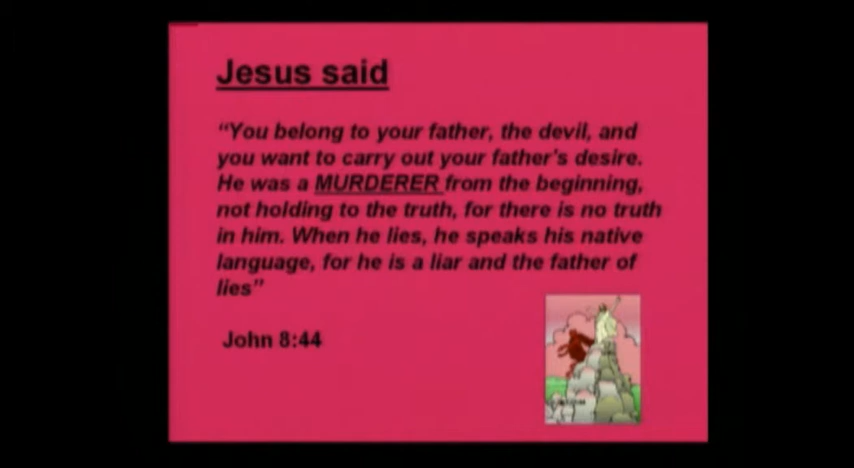 Jesus said
“You belong to your father, the devil, and
you want to carry out your father's desire.
He was a MURDERER from the beginning,
not holding to the truth, for there is no truth
in him. When he lies, he speaks his native
language, for he is a liar and the father of
lies”
John 8:44